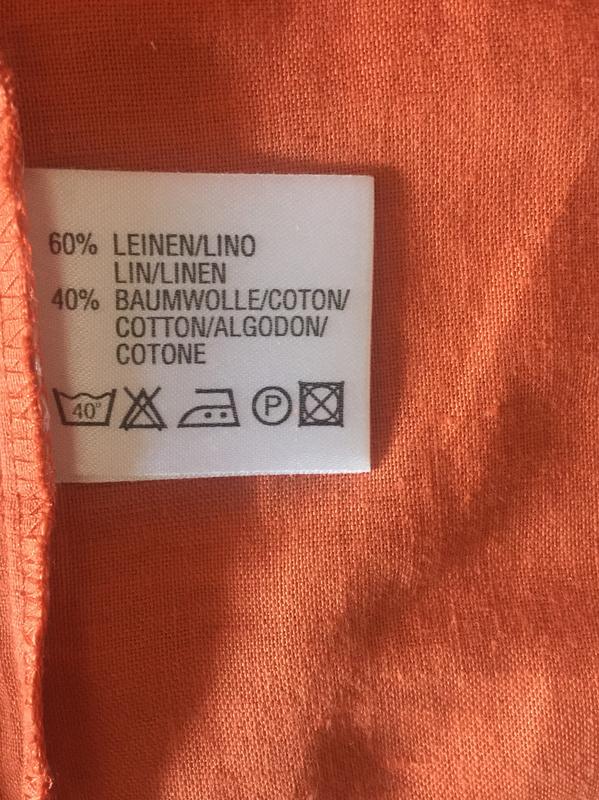 60% LEINEN/LINO
LIN/LINEN
40% BAUMWOLLE/COTON/
COTTON/ALGODON/
COTONE
40° P